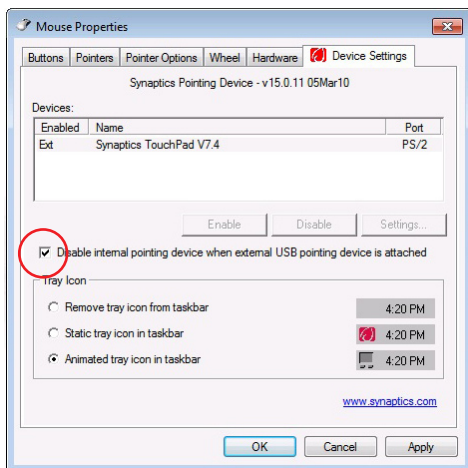 Mouse Properties
Buttons Pointers Pointer Options Wheel Hardware Device Settings
Synaptics Pointing Device - v15.0.11 05Mar10
Devices:
Enabled Name Port
Ext Synaptics TouchPad V7.4 PS/2
Enable Disable Settings...
Disable internal pointing device when external USB pointing device is attached
Tray Icon
Remove tray icon from taskbar 4:20 PM
Static tray icon in taskbar 4:20 PM
Animated tray icon in taskbar 4:20 PM
www.synaptics.com
OK Cancel Apply